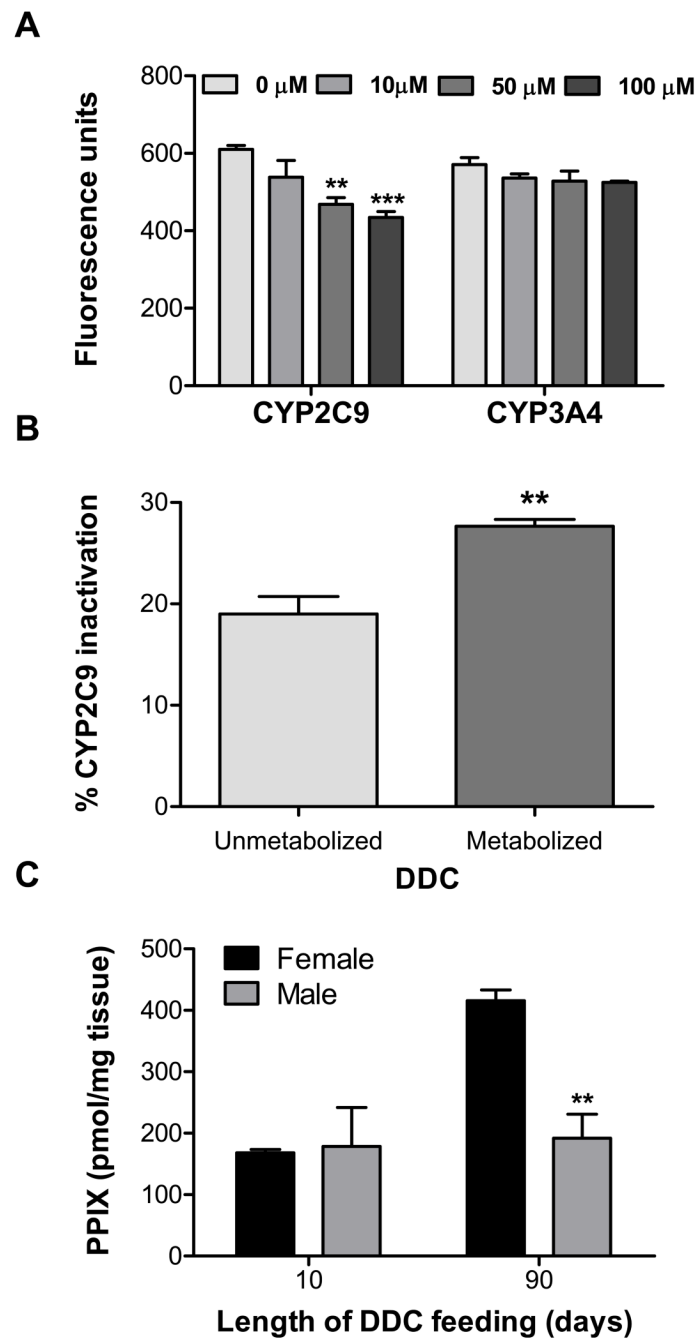 A
Fluorescence units
800
600
400
200
0
0 μM 10μM 50 μM 100 μM
** ***
CYP2C9 CYP3A4
B
% CYP2C9 inactivation
30
20
10
0
**
Unmetabolized Metabolized
DDC
C
PPIX (pmol/mg tissue)
500
400
300
200
100
0
Female
Male
**
10 90
Length of DDC feeding (days)